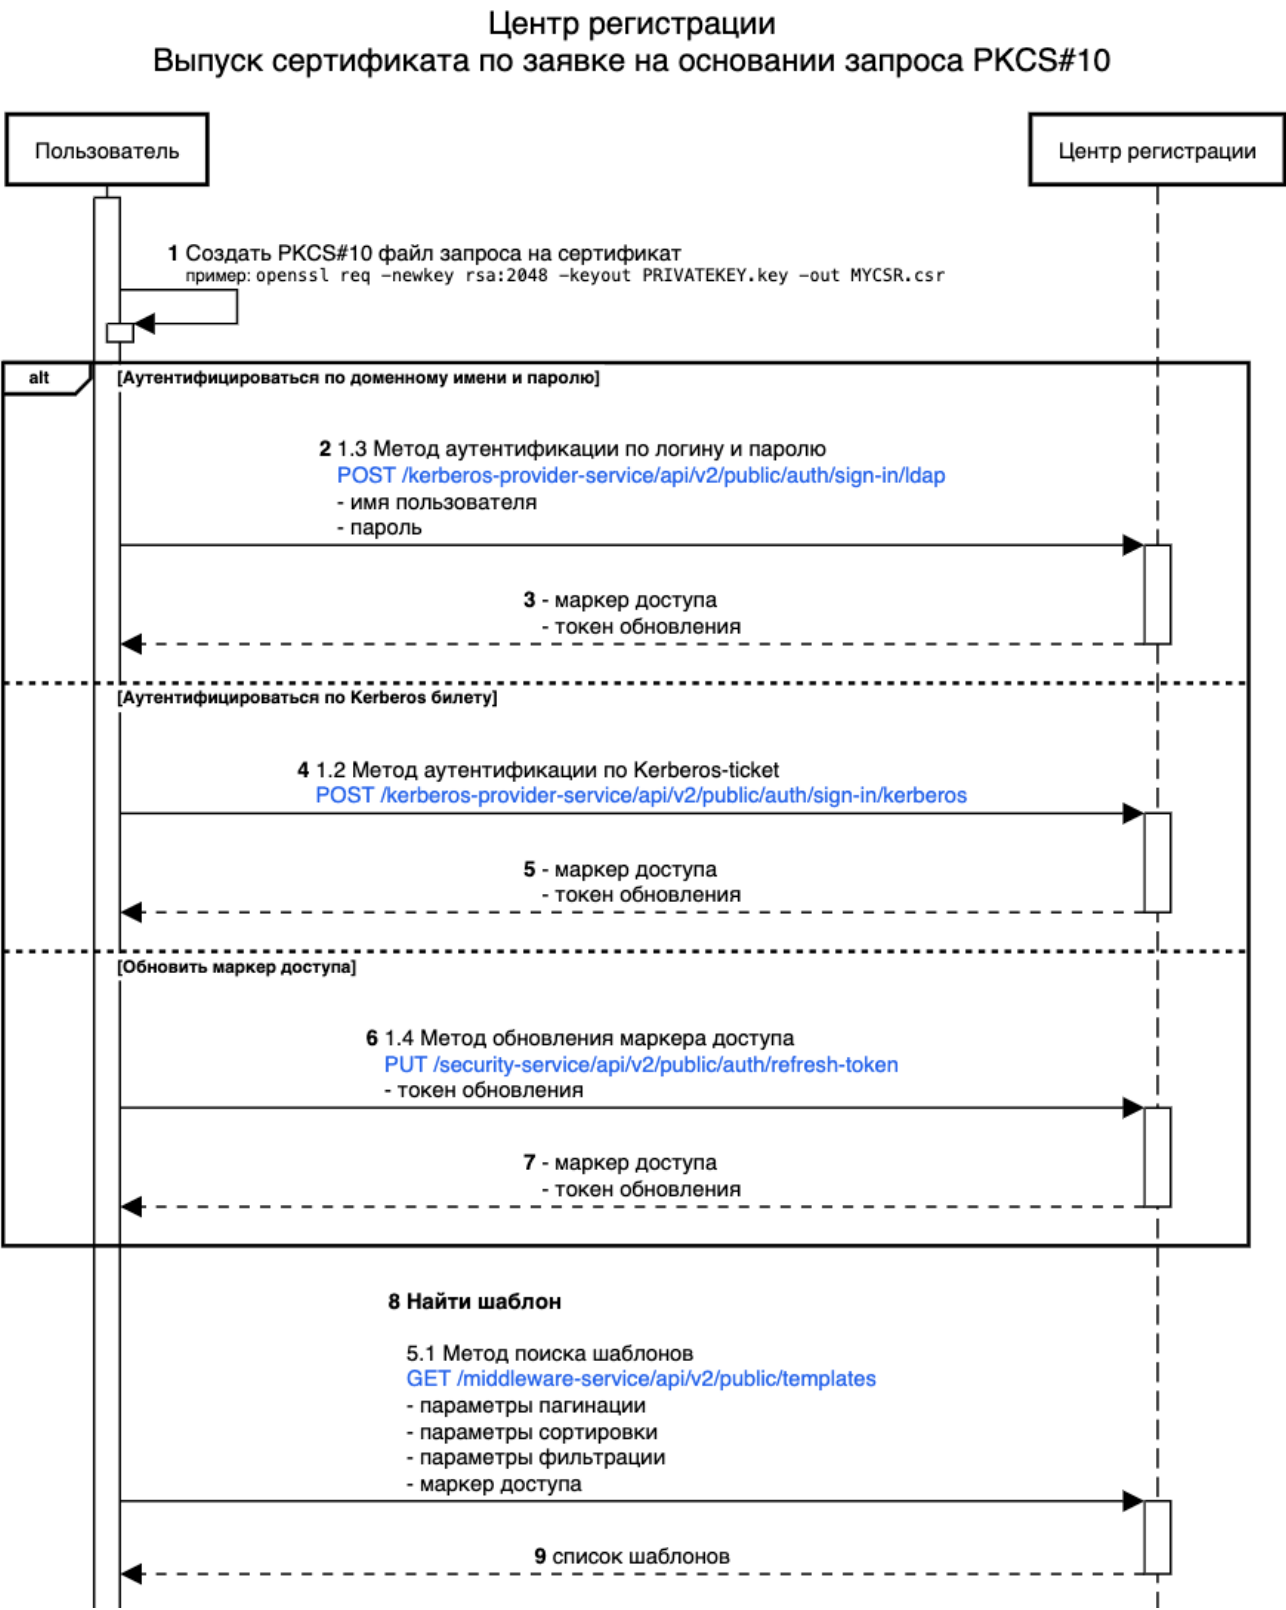 Центр регистрации
Выпуск сертификата по заявке на основании запроса PKCS#10
Пользователь
Центр регистрации
1 Создать PKCS#10 файл запроса на сертификат
пример: openssl req –newkey rsa:2048 –keyout PRIVATEKEY.key –out MYCSR.csr
alt
[Аутентифицироваться по доменному имени и паролю]
2 1.3 Метод аутентификации по логину и паролю
POST /kerberos-provider-service/api/v2/public/auth/sign-in/ldap
- имя пользователя
- пароль
3 - маркер доступа
- токен обновления
[Аутентифицироваться по Kerberos билету]
4 1.2 Метод аутентификации по Kerberos-ticket
POST /kerberos-provider-service/api/v2/public/auth/sign-in/kerberos
5 - маркер доступа
- токен обновления
[Обновить маркер доступа]
6 1.4 Метод обновления маркера доступа
PUT /security-service/api/v2/public/auth/refresh-token
- токен обновления
7 - маркер доступа
- токен обновления
8 Найти шаблон
5.1 Метод поиска шаблонов
GET /middleware-service/api/v2/public/templates
- параметры пагинации
- параметры сортировки
- параметры фильтрации
- маркер доступа
9 список шаблонов